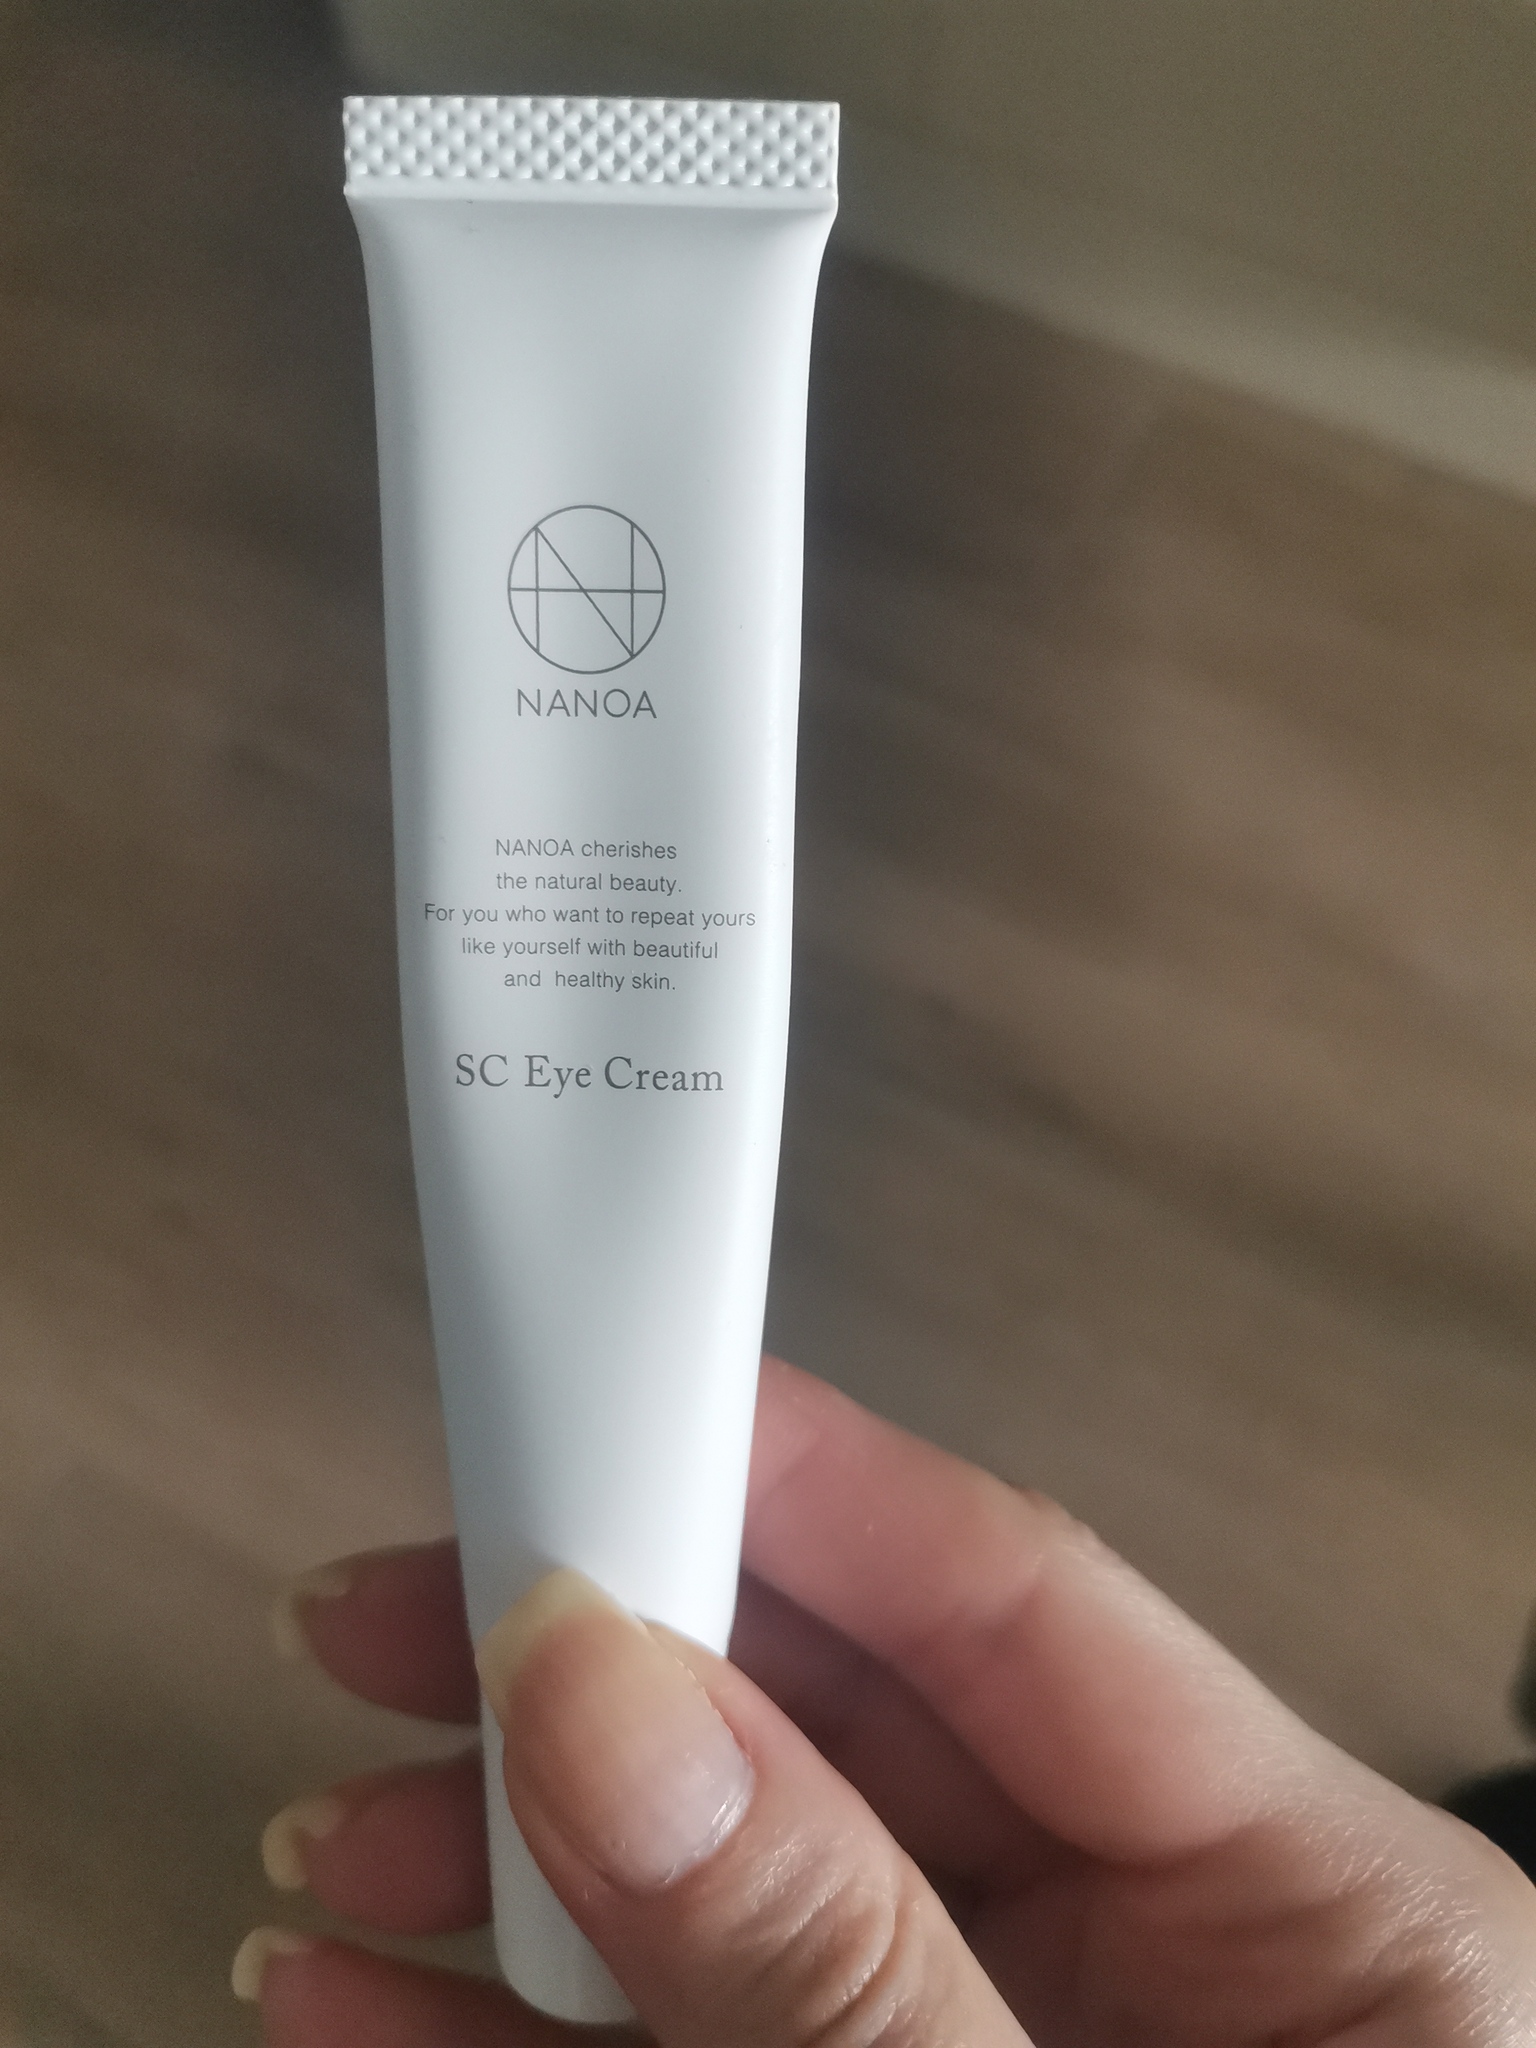 NANOA
NANOA cherishes
the natural beauty.
For you who want to repeat yours
like yourself with beautiful
and healthy skin.
SC Eye Cream